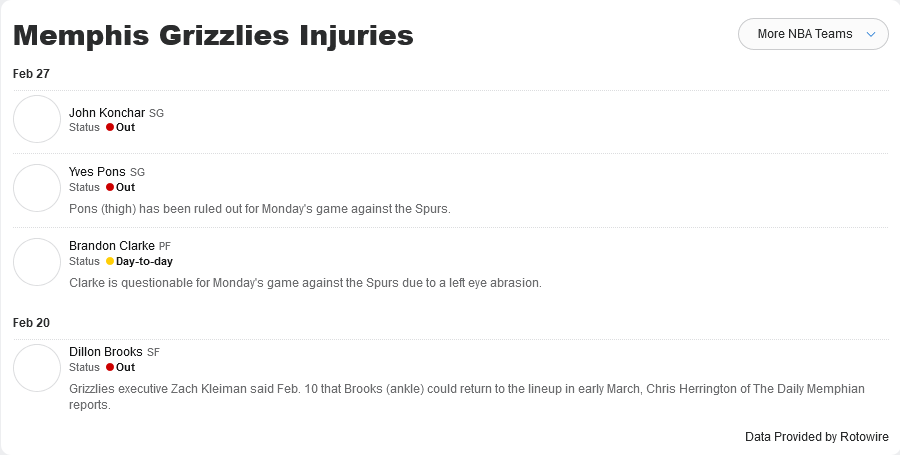 Memphis Grizzlies Injuries
More NBA Teams
Feb 27
John Konchar SG
Status Out
Yves Pons SG
Status Out
Pons (thigh) has been ruled out for Monday's game against the Spurs.
Brandon Clarke PF
Status Day-to-day
Clarke is questionable for Monday's game against the Spurs due to a left eye abrasion.
Feb 20
Dillon Brooks SF
Status Out
Grizzlies executive Zach Kleiman said Feb. 10 that Brooks (ankle) could return to the lineup in early March, Chris Herrington of The Daily Memphian
reports.
Data Provided by Rotowire